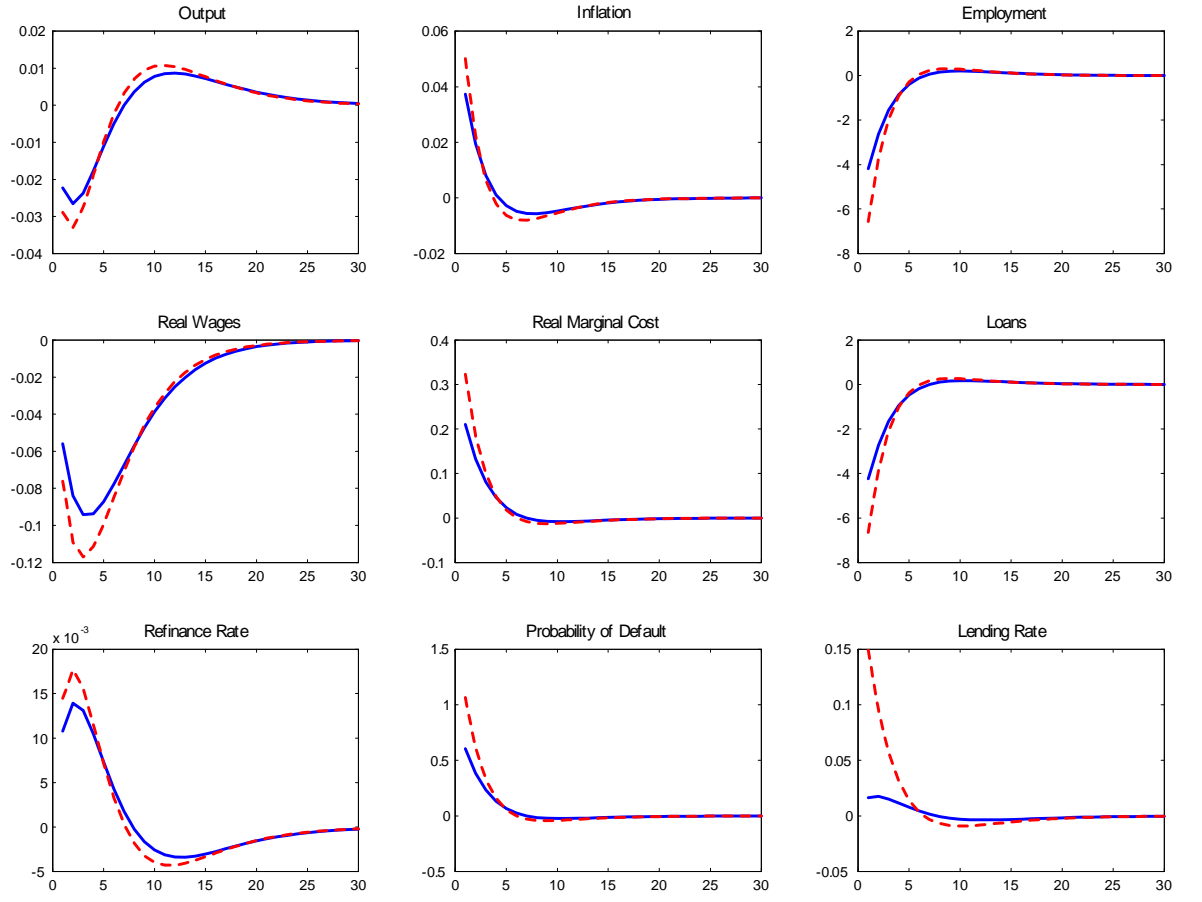 Output
0.02
0.01
0
-0.01
-0.02
-0.03
-0.04
0 5 10 15 20 25 30
Inflation
0.06
0.04
0.02
0
-0.02
0 5 10 15 20 25 30
Employment
2
0
-2
-4
-6
-8
0 5 10 15 20 25 30
Real Wages
0
-0.02
-0.04
-0.06
-0.08
-0.1
-0.12
0 5 10 15 20 25 30
Real Marginal Cost
0.4
0.3
0.2
0.1
0
-0.1
0 5 10 15 20 25 30
Loans
2
0
-2
-4
-6
-8
0 5 10 15 20 25 30
Refinance Rate
x 10 -3
20
15
10
5
0
-5
0 5 10 15 20 25 30
Probability of Default
1.5
1
0.5
0
-0.5
0 5 10 15 20 25 30
Lending Rate
0.15
0.1
0.05
0
-0.05
0 5 10 15 20 25 30